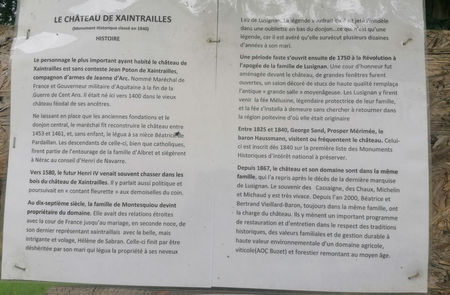 LE CHÂTEAU DE XAINTRAILLES
(Monument Historique classé en 1840)
HISTOIRE
Le personnage le plus important ayant habité le château de
Xaintrailles est sans conteste Jean Poton de Xaintrailles,
compagnon d'armes de Jeanne d'Arc. Nommé Maréchal de
France et Gouverneur militaire d'Aquitaine à la fin de la
Guerre de Cent Ans. Il était né ici vers 1400 dans le vieux
château féodal de ses ancêtres.
Ne laissant en place que les anciennes fondations et le
donjon central, le maréchal fit reconstruire le château entre
1453 et 1461, et, sans enfant, le légua à sa nièce Béatrice
Pardaillan. Les descendants de celle-ci, bien que catholiques,
firent partie de l'entourage de la famille d'Albret et siégèrent
à Nérac au conseil d'Henri de Navarre.
Vers 1580, le futur Henri IV venait souvent chasser dans les
bois du château de Xaintrailles. Il y parlait aussi politique et
poursuivait en « contant fleurette » aux demoiselles du coin.
Au dix-septième siècle, la famille de Montesquiou devint
propriétaire du domaine. Elle avait des relations étroites
avec la cour de France jusqu'au mariage, en seconde noce, de
son dernier représentant xaintraillais avec la belle, mais
intrigante et volage, Hélène de Sabran. Celle-ci finit par être
déshéritée par son mari qui légua la propriété à ses neveux
Luz de Lusignan. La légende
dans une oubliette en bas du donjon...ce qui n'est qu'une
légende, car il est avéré qu'elle survécut plusieurs dizaines
d'années à son mari.
Une période faste s'ouvrit ensuite de 1750 à la Révolution à
l'apogée de la famille de Lusignan. Une cour d'honneur fut
aménagée devant le château, de grandes fenêtres furent
ouvertes, un salon décoré de stucs de haute qualité remplaça
l'antique « grande salle » moyenâgeuse. Les Lusignan y firent
venir la fée Mélusine, légendaire protectrice de leur famille,
et la fée s'installa à demeure sans chercher à retourner dans
la région poitevine d'où elle était originaire.
Entre 1825 et 1840, George Sand, Prosper Mérimée, le
baron Haussmann, visitent ou fréquentent le château. Celui-
ci est inscrit dès 1840 sur la première liste des Monuments
Historiques d'intérêt national à préserver.
Depuis 1867, le château et son domaine sont dans la même
famille, qui l'a repris après le décès de la dernière marquise
de Lusignan. Le souvenir des Cassaigne, des Chaux, Michelin
et Michaud y est très vivace. Depuis l'an 2000, Béatrice et
Bertrand Vieillard-Baron, toujours dans la même famille, ont
la charge du château. Ils y mènent un important programme
de restauration et d'entretien dans le respect des traditions
historiques, des valeurs familiales et de gestion durable à
haute valeur environnementale d'un domaine agricole,
viticole(AOC Buzet) et forestier remontant au moyen âge.